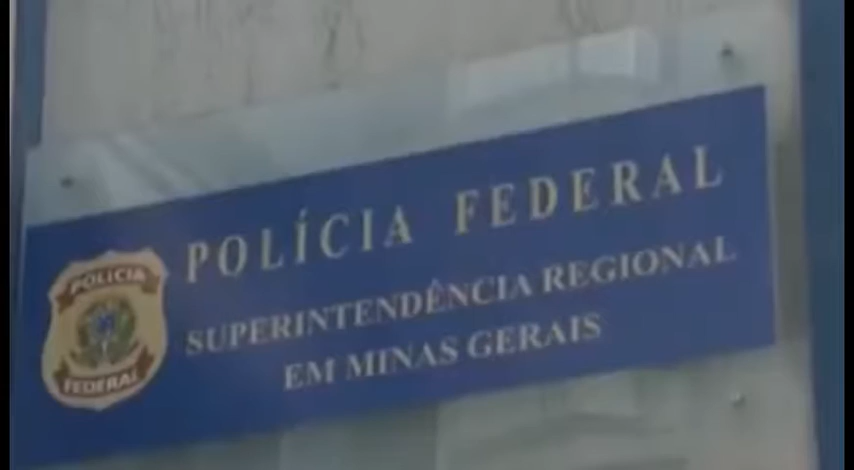 POLÍCIA FEDERAL
SUPERINTENDÊNCIA REGIONAL
EM MINAS GERAIS
POLÍCIA
FEDERAL